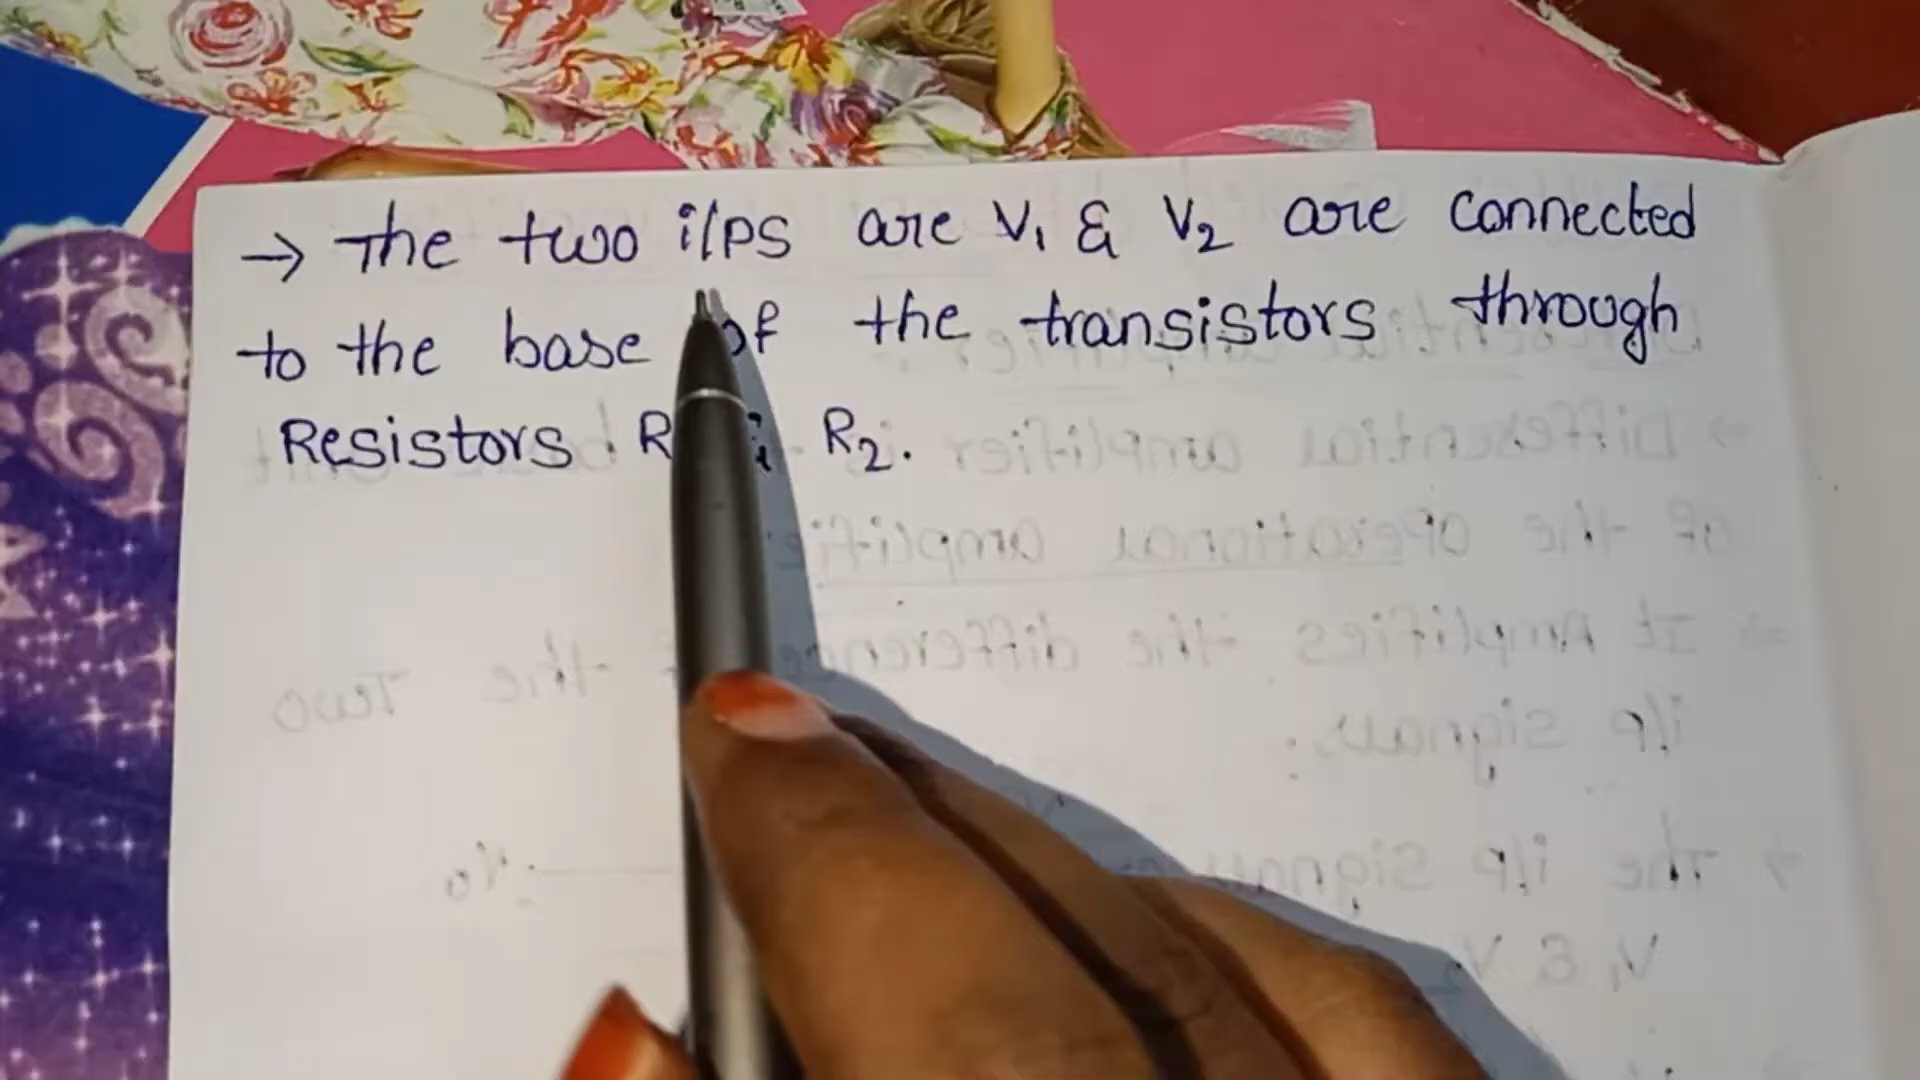 → The two i/ps are V₁ & V₂ are connected
to the base of the transistors through
Resistors R R₂.